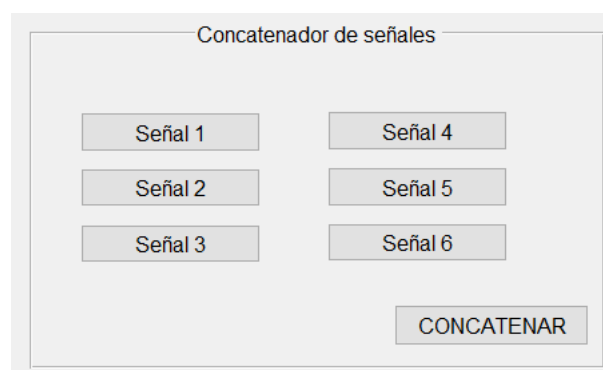 Concatenador de señales
Señal 1
Señal 4
Señal 2
Señal 5
Señal 3
Señal 6
CONCATENAR